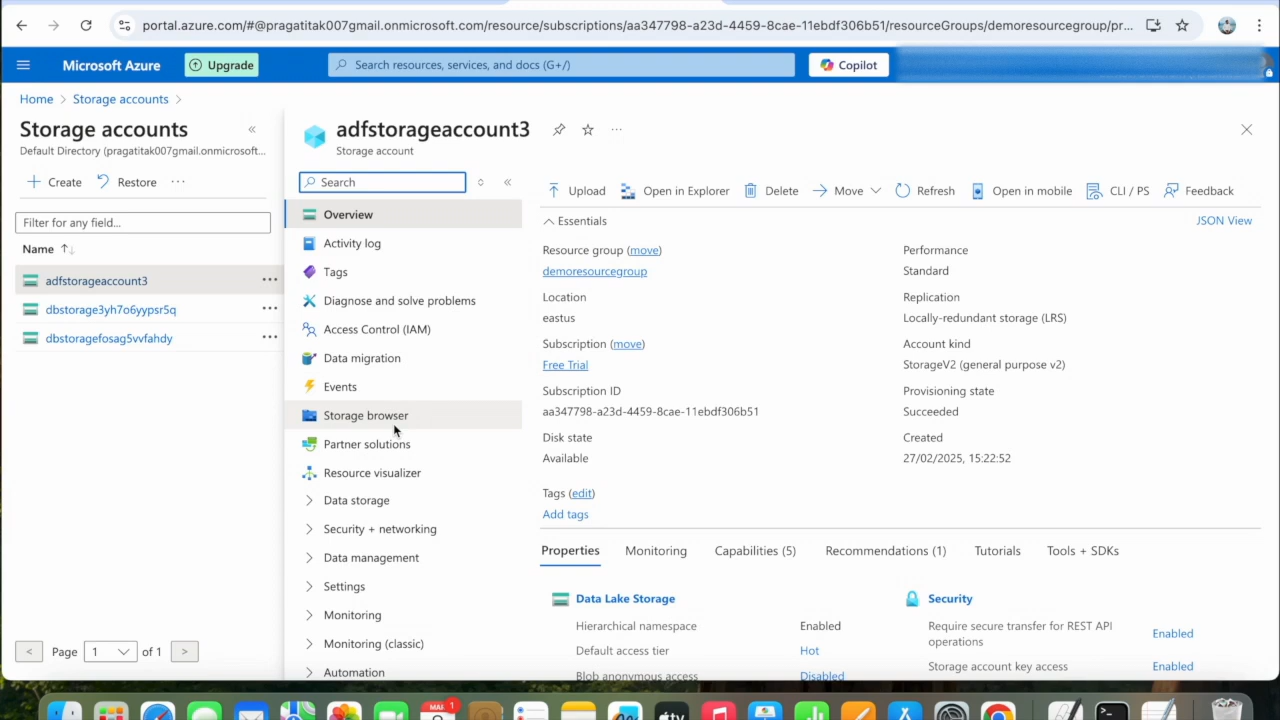 portal.azure.com/#@pragatitak007gmail.onmicrosoft.com/resource/subscriptions/aa347798-a23d-4459-8cae-11ebdf306b51/resourceGroups/demoresourcegroup/pr...
Microsoft Azure
Upgrade
Search resources, services, and docs (G+/)
Copilot
Home > Storage accounts >
Storage accounts
Default Directory (pragatitak007gmail.onmicrosoft...
Create
Restore
Filter for any field...
Name
adfstorageaccount3
dbstorage3yh7o6yypsr5q
dbstoragefosag5vvfahdy
< Page 1 of 1 >
adfstorageaccount3
Storage account
Search
Overview
Activity log
Tags
Diagnose and solve problems
Access Control (IAM)
Data migration
Events
Storage browser
Partner solutions
Resource visualizer
Data storage
Security + networking
Data management
Settings
Monitoring
Monitoring (classic)
Automation
Upload
Open in Explorer
Delete
Move
Refresh
Open in mobile
CLI / PS
Feedback
Essentials
JSON View
Resource group (move)
demoresourcegroup
Location
eastus
Subscription (move)
Free Trial
Subscription ID
aa347798-a23d-4459-8cae-11ebdf306b51
Disk state
Available
Tags (edit)
Add tags
Performance
Standard
Replication
Locally-redundant storage (LRS)
Account kind
StorageV2 (general purpose v2)
Provisioning state
Succeeded
Created
27/02/2025, 15:22:52
Properties
Monitoring
Capabilities (5)
Recommendations (1)
Tutorials
Tools + SDKs
Data Lake Storage
Hierarchical namespace Enabled
Default access tier Hot
Blob anonymous access Disabled
Security
Require secure transfer for REST API operations Enabled
Storage account key access Enabled
MAR 1
tv